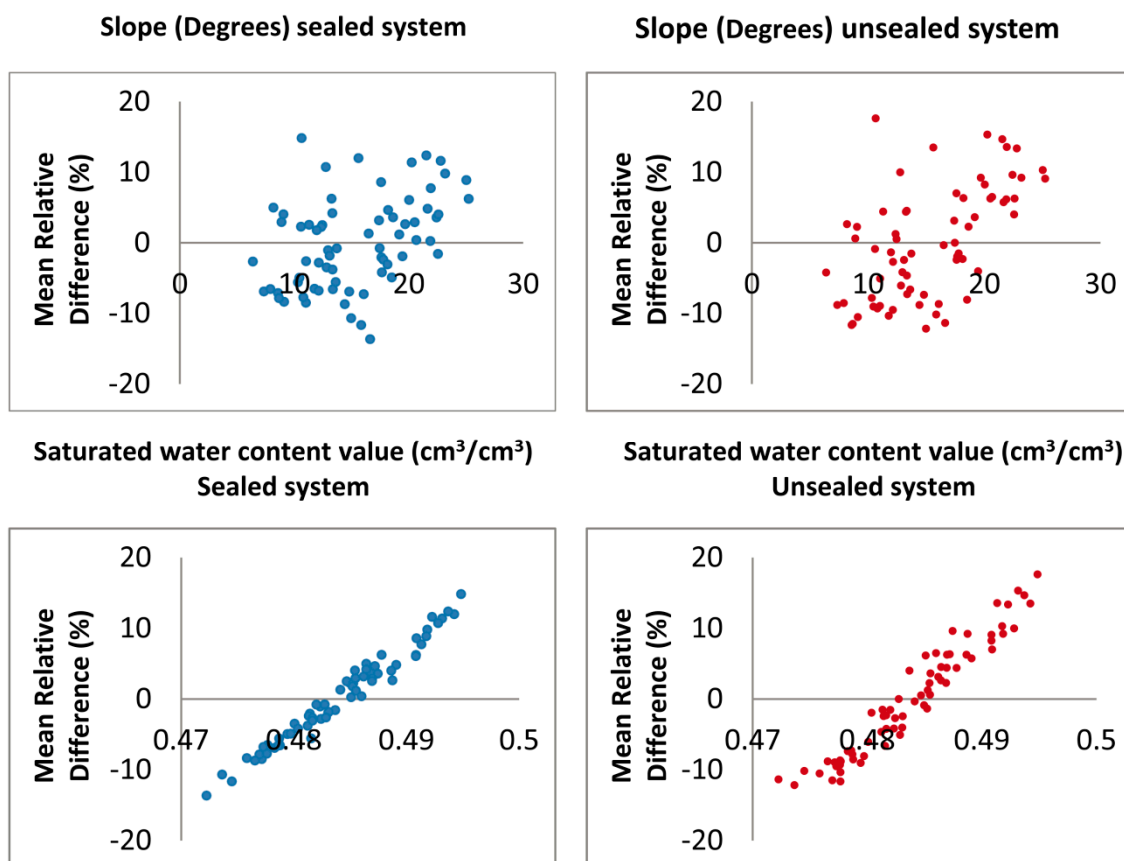 Slope (Degrees) sealed system
20
10
0
-10
-20
Mean Relative
Difference (%)
0
10
20
30
Slope (Degrees) unsealed system
20
10
0
-10
-20
Mean Relative
Difference (%)
0
10
20
30
Saturated water content value (cm³/cm³)
Sealed system
20
10
0
-10
-20
Mean Relative
Difference (%)
0.47
0.48
0.49
0.5
Saturated water content value (cm³/cm³)
Unsealed system
20
10
0
-10
-20
Mean Relative
Difference (%)
0.47
0.48
0.49
0.5